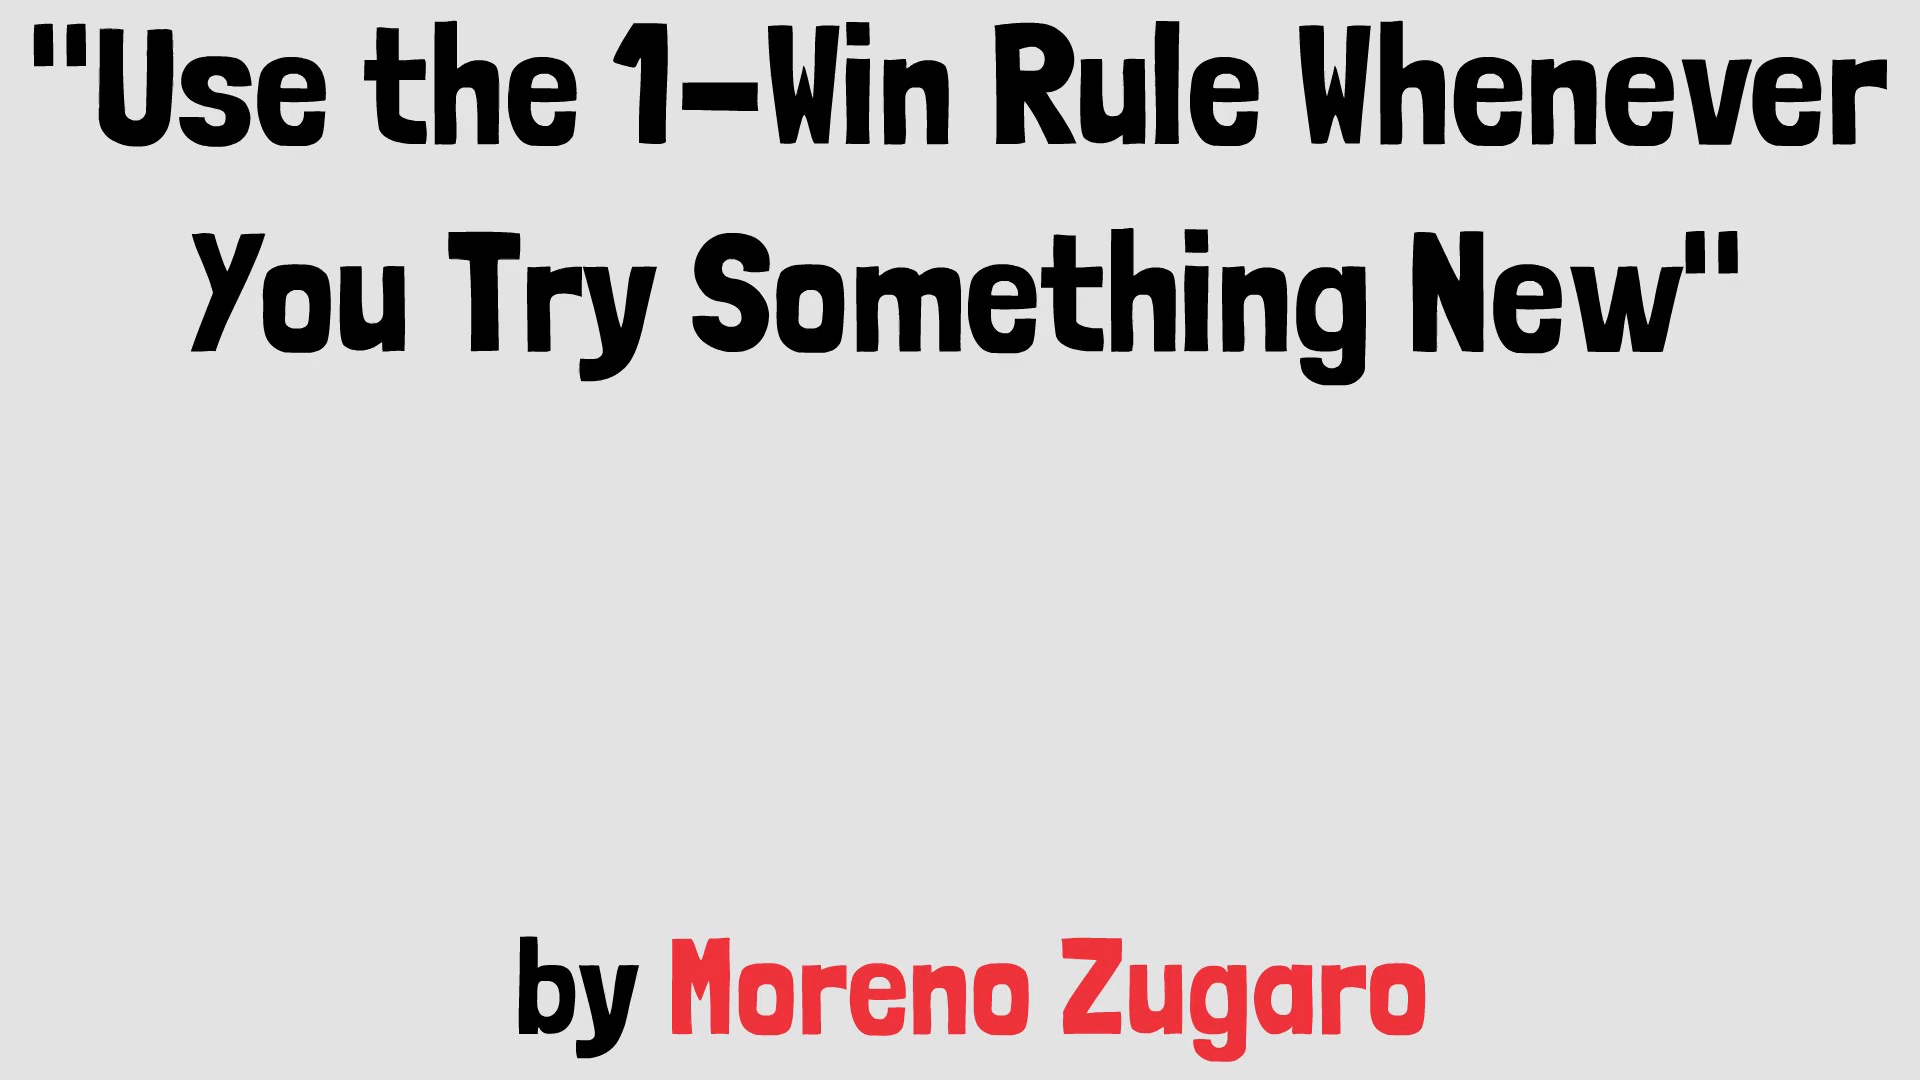 "Use the 1-Win Rule Whenever
You Try Something New"
by Moreno Zugaro